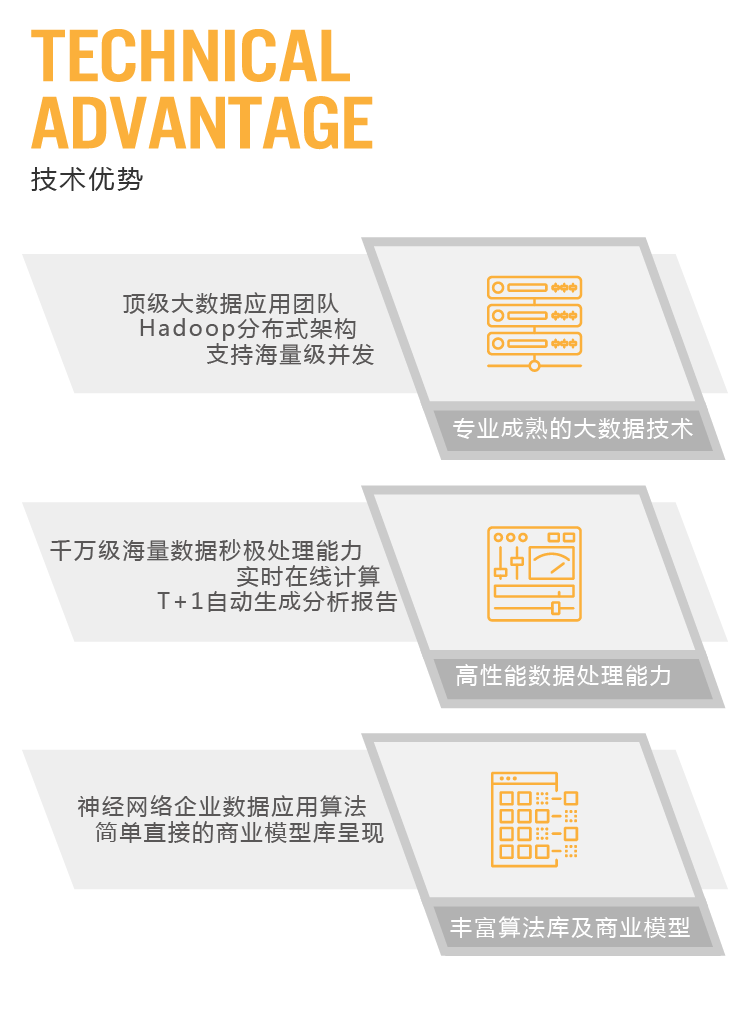 TECHNICAL
ADVANTAGE
技术优势
顶级大数据应用团队
Hadoop分布式架构
支持海量级并发
专业成熟的大数据技术
千万级海量数据秒极处理能力
实时在线计算
T+1自动生成分析报告
高性能数据处理能力
神经网络企业数据应用算法
简单直接的商业模型库呈现
丰富算法库及商业模型